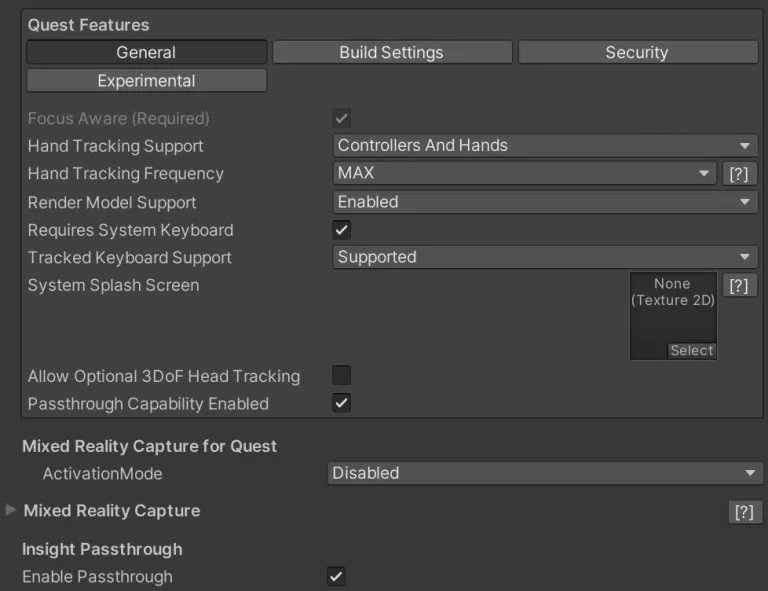 Quest Features
General
Build Settings
Security
Experimental
Focus Aware (Required)
Hand Tracking Support Controllers And Hands
Hand Tracking Frequency MAX [?]
Render Model Support Enabled
Requires System Keyboard
Tracked Keyboard Support Supported
System Splash Screen None [?]
(Texture 2D)
Select
Allow Optional 3DoF Head Tracking
Passthrough Capability Enabled
Mixed Reality Capture for Quest
ActivationMode Disabled
Mixed Reality Capture [?]
Insight Passthrough
Enable Passthrough